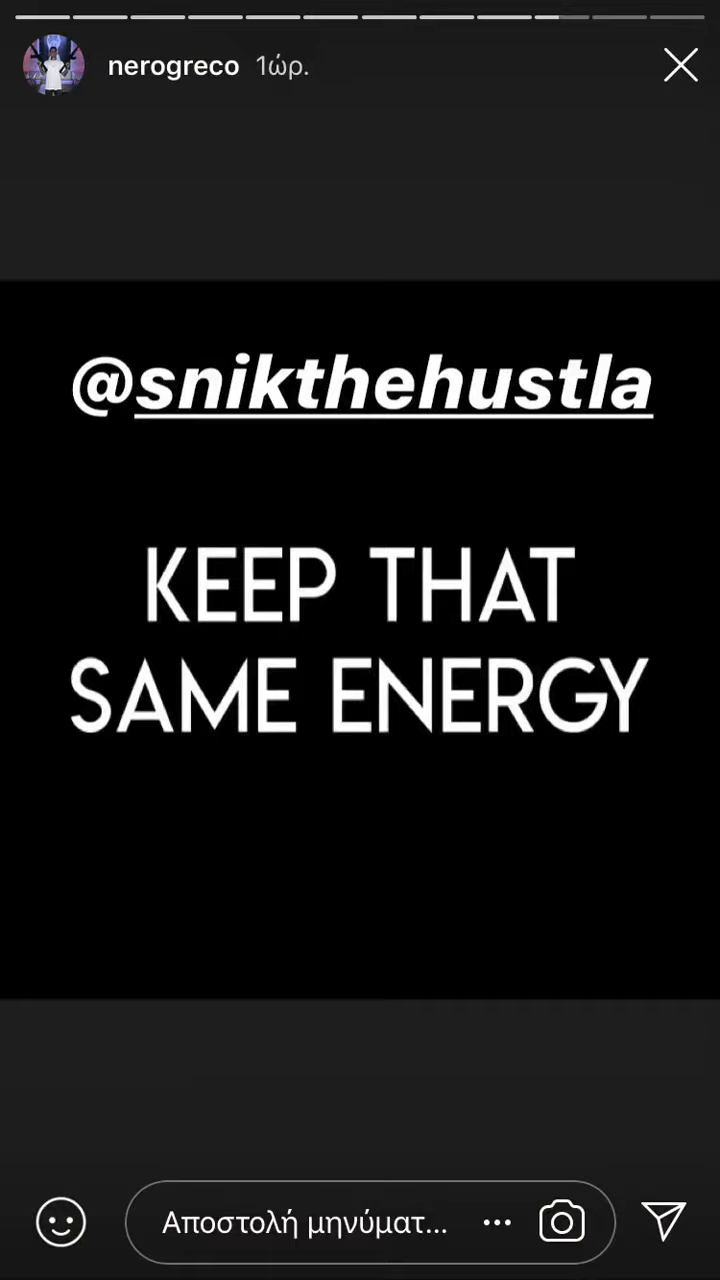 nerogreco 1ώρ.
@snikthehustla
KEEP THAT
SAME ENERGY
Αποστολή μηνύματ...